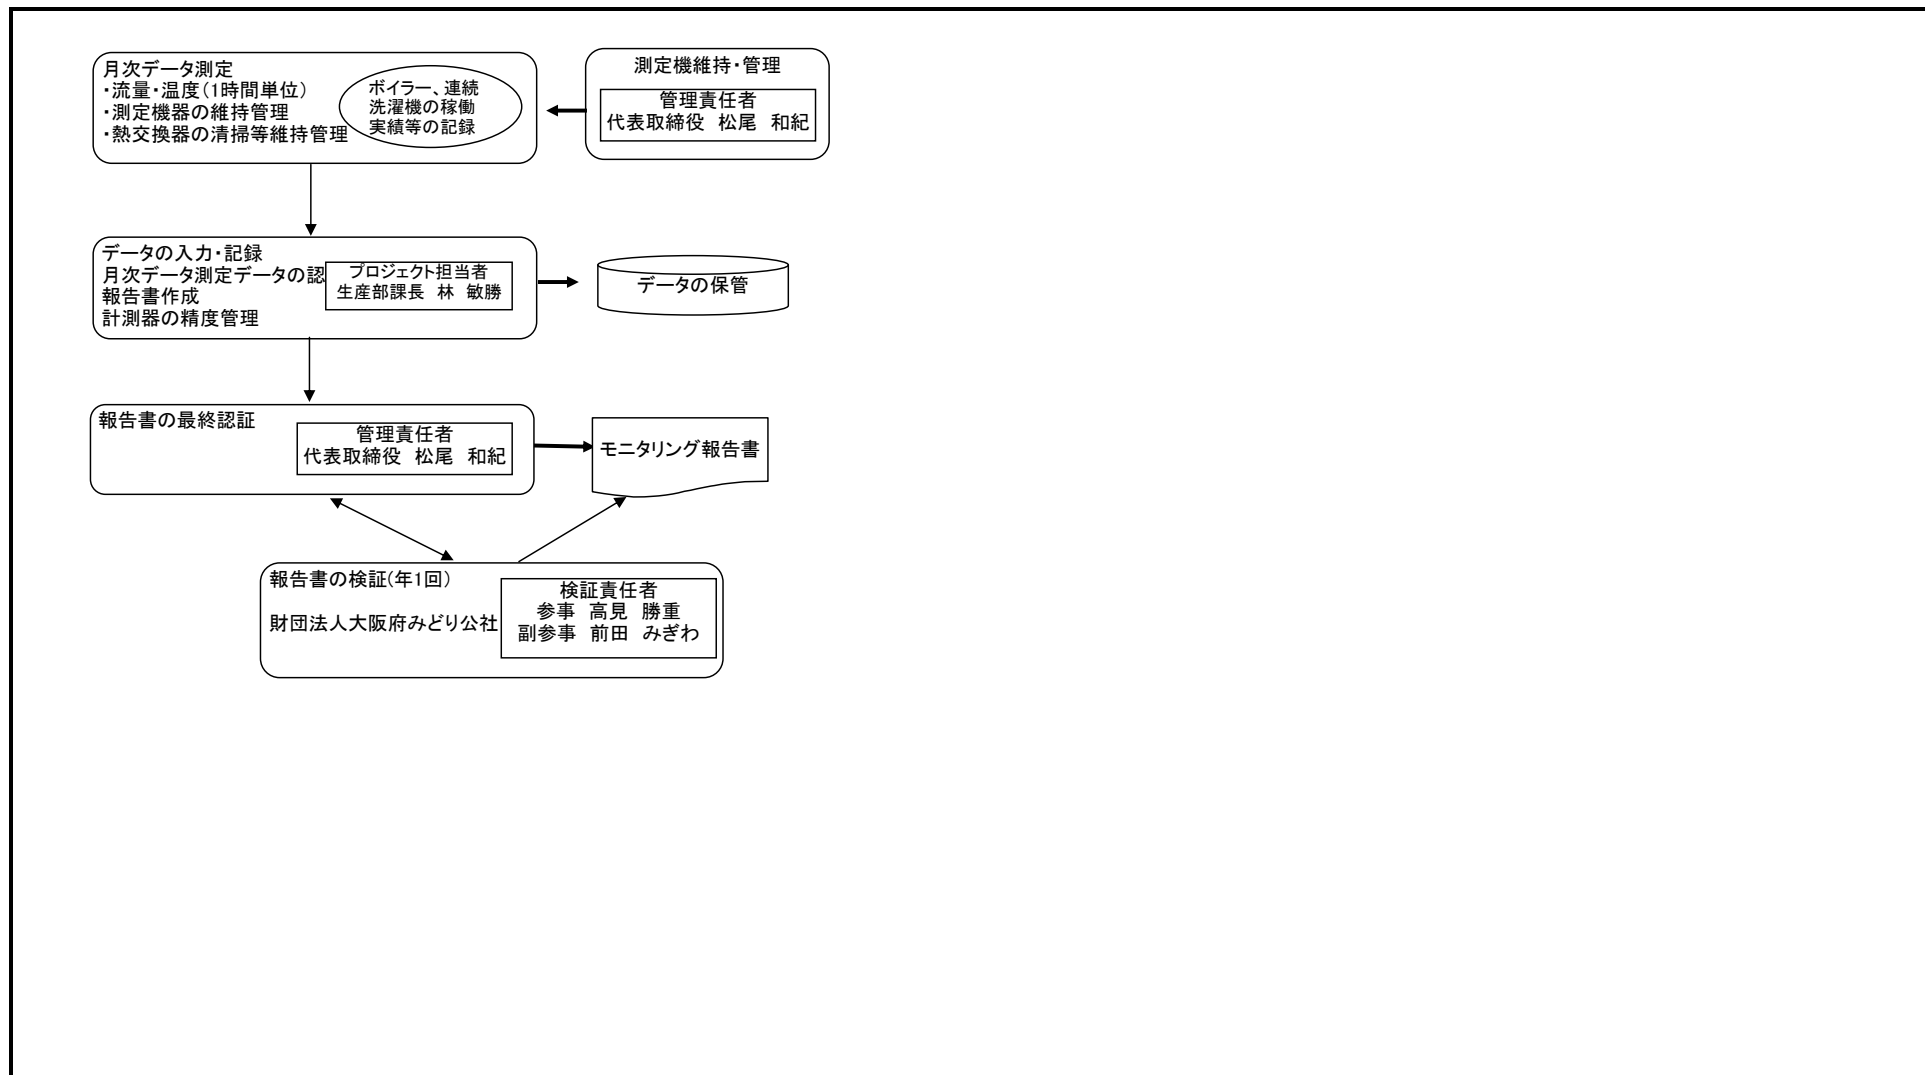 月次データ測定
・流量・温度(1時間単位)
・測定機器の維持管理
・熱交換器の清掃等維持管理
ボイラー、連続
洗濯機の稼働
実績等の記録
測定機維持・管理
管理責任者
代表取締役 松尾 和紀
データの入力・記録
月次データ測定データの認
報告書作成
計測器の精度管理
プロジェクト担当者
生産部課長 林 敏勝
データの保管
報告書の最終認証
管理責任者
代表取締役 松尾 和紀
モニタリング報告書
報告書の検証(年1回)
財団法人大阪府みどり公社
検証責任者
参事 高見 勝重
副参事 前田 みぎわ